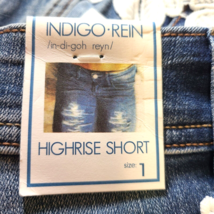 INDIGO·REIN
/in·di·goh reyn/
HIGHRISE SHORT
size: 1